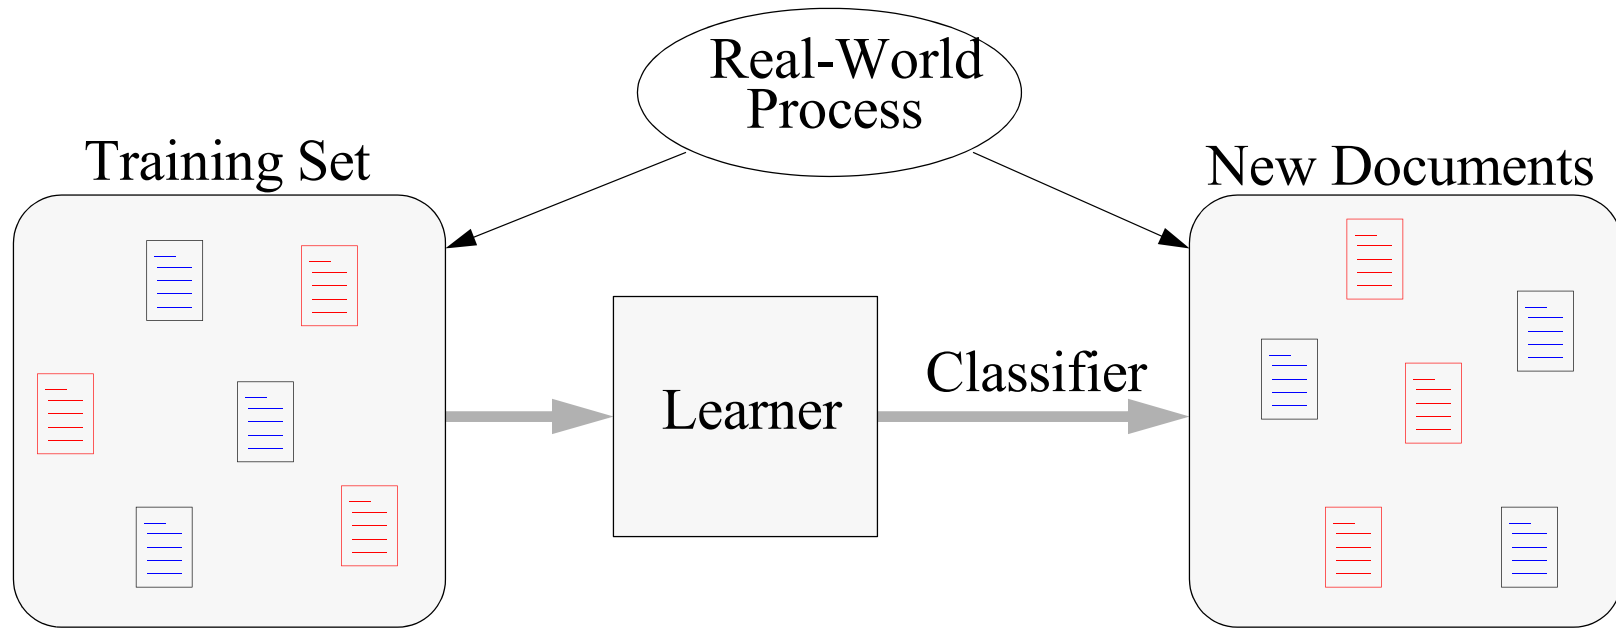 Real-World
Process
Training Set
New Documents
Learner
Classifier